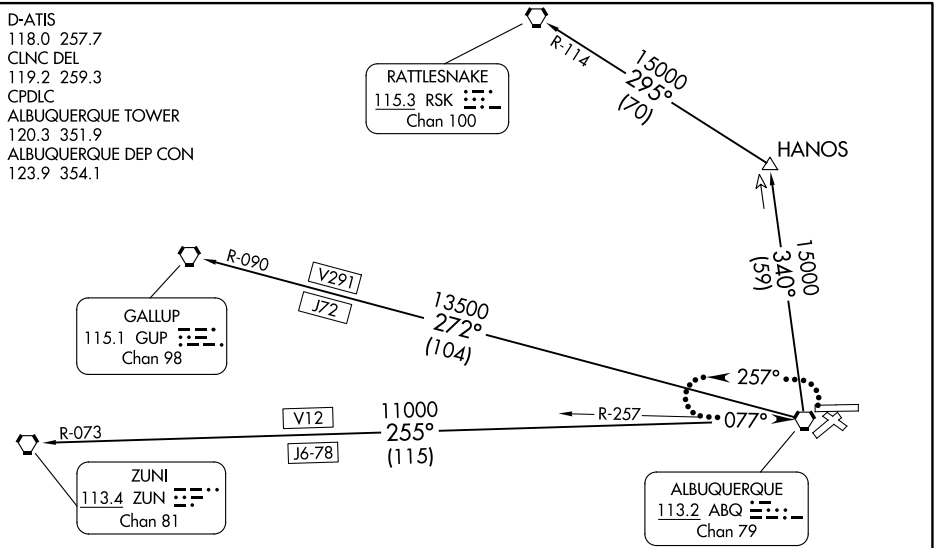 D-ATIS
118.0 257.7
CLNC DEL
119.2 259.3
CPDLC
ALBUQUERQUE TOWER
120.3 351.9
ALBUQUERQUE DEP CON
123.9 354.1
RATTLESNAKE
115.3 RSK
Chan 100
R-114
15000
295°
(70)
HANOS
15000
340°
(59)
GALLUP
115.1 GUP
Chan 98
R-090
V291
J72
13500
272°
(104)
257°
077°
R-257
V12
J6-78
11000
255°
(115)
R-073
ZUNI
113.4 ZUN
Chan 81
ALBUQUERQUE
113.2 ABQ
Chan 79